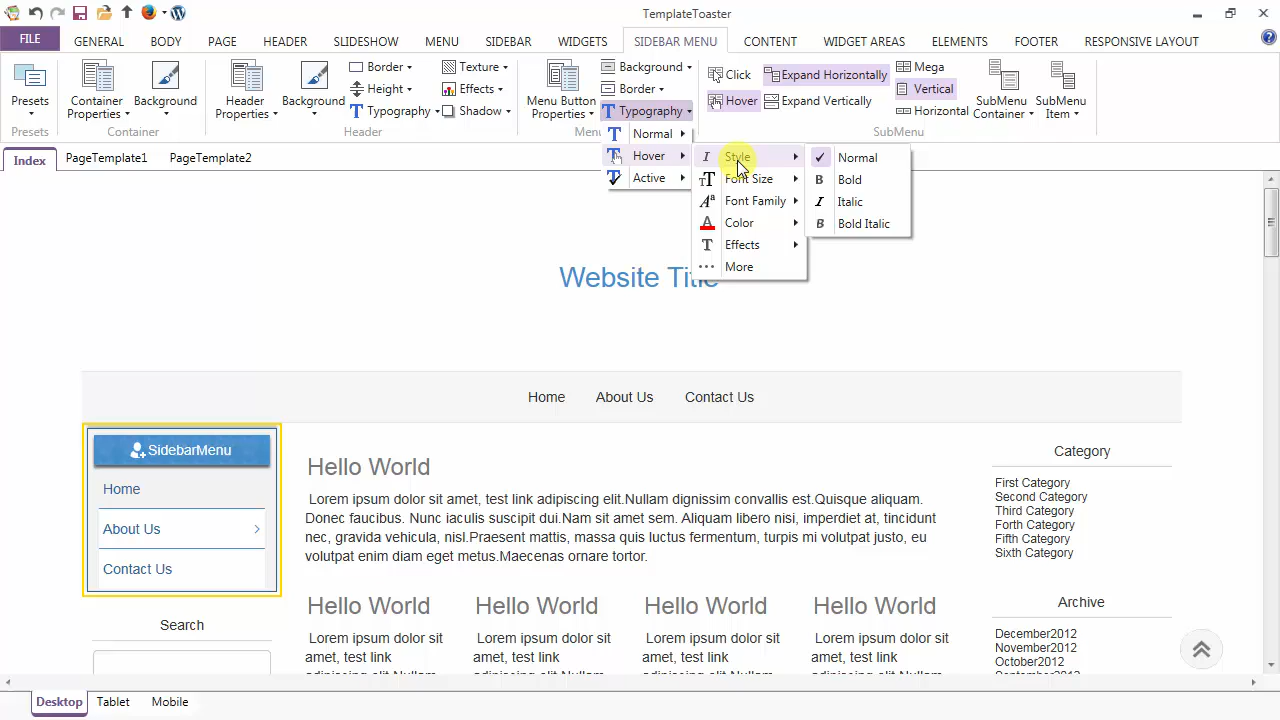 TemplateToaster
FILE GENERAL BODY PAGE HEADER SLIDESHOW MENU SIDEBAR WIDGETS SIDEBAR MENU CONTENT WIDGET AREAS ELEMENTS FOOTER RESPONSIVE LAYOUT
Presets
Presets
Container Properties
Background
Container
Header Properties
Background
Border
Height
Typography
Texture
Effects
Shadow
Header
Menu Button Properties
Background
Border
Typography
Menu
Click
Hover
Expand Horizontally
Expand Vertically
Mega
Vertical
Horizontal
SubMenu Container
SubMenu Item
SubMenu
Normal
Hover
Active
Style
Font Size
Font Family
Color
Effects
More
Normal
Bold
Italic
Bold Italic
Index PageTemplate1 PageTemplate2
Website Title
Home About Us Contact Us
SidebarMenu
Home
About Us
Contact Us
Search
Hello World
Lorem ipsum dolor sit amet, test link adipiscing elit.Nullam dignissim convallis est.Quisque aliquam.
Donec faucibus. Nunc iaculis suscipit dui.Nam sit amet sem. Aliquam libero nisi, imperdiet at, tincidunt
nec, gravida vehicula, nisl.Praesent mattis, massa quis luctus fermentum, turpis mi volutpat justo, eu
volutpat enim diam eget metus.Maecenas ornare tortor.
Hello World Hello World Hello World Hello World
Lorem ipsum dolor sit Lorem ipsum dolor sit Lorem ipsum dolor sit Lorem ipsum dolor sit
amet, test link amet, test link amet, test link amet, test link
Category
First Category
Second Category
Third Category
Forth Category
Fifth Category
Sixth Category
Archive
December2012
November2012
October2012
Desktop Tablet Mobile